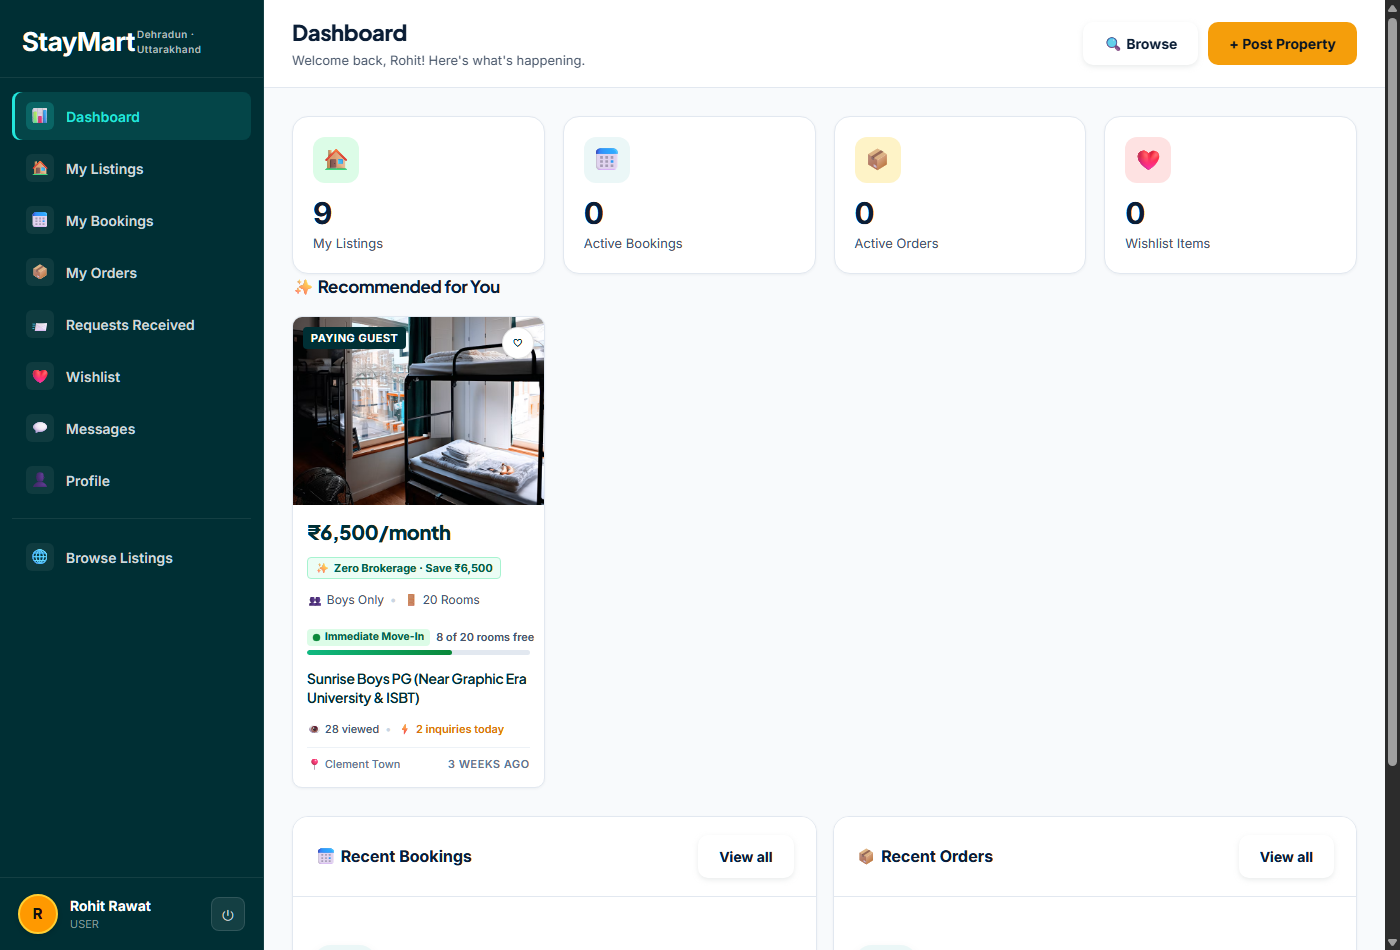 StayMart
Dehradun ·
Uttarakhand
Dashboard
My Listings
My Bookings
My Orders
Requests Received
Wishlist
Messages
Profile
Browse Listings
R
Rohit Rawat
USER
Dashboard
Welcome back, Rohit! Here's what's happening.
Browse
+ Post Property
9
My Listings
0
Active Bookings
0
Active Orders
0
Wishlist Items
Recommended for You
PAYING GUEST
₹6,500/month
Zero Brokerage · Save ₹6,500
Boys Only • 20 Rooms
Immediate Move-In 8 of 20 rooms free
Sunrise Boys PG (Near Graphic Era
University & ISBT)
28 viewed • 2 inquiries today
Clement Town 3 WEEKS AGO
Recent Bookings
View all
Recent Orders
View all